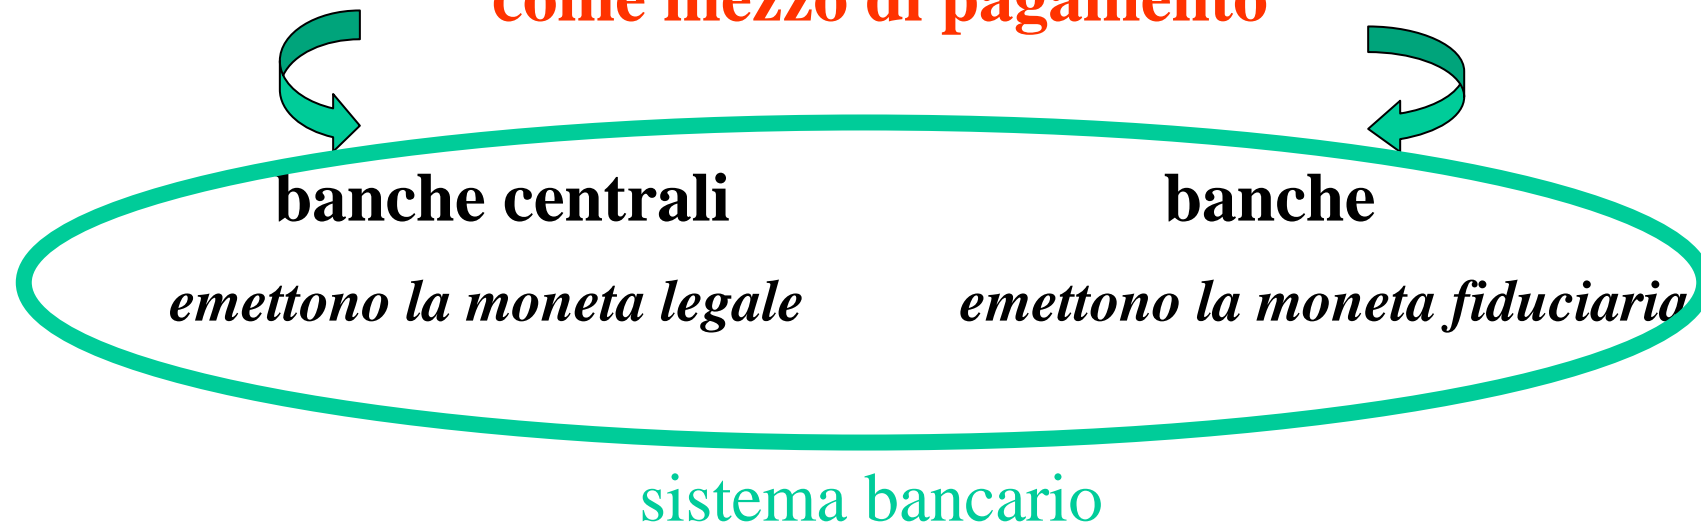 come mezzo di pagamento
banche centrali banche
emettono la moneta legale emettono la moneta fiduciaria
sistema bancario